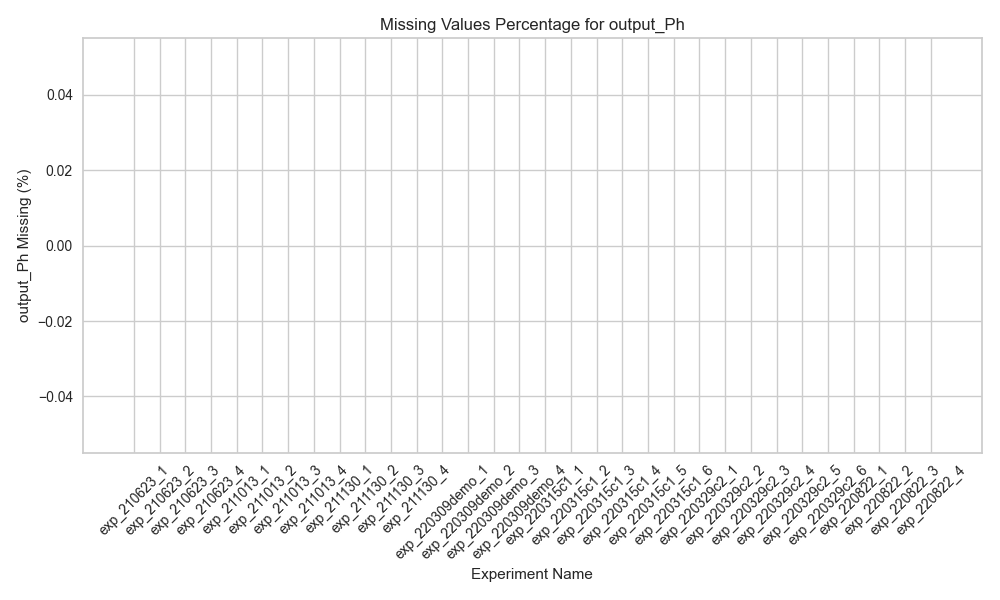 Missing Values Percentage for output_Ph
output_Ph Missing (%)
0.04
0.02
0.00
−0.02
−0.04
exp_210623_1
exp_210623_2
exp_210623_3
exp_210623_4
exp_211013_1
exp_211013_2
exp_211013_3
exp_211013_4
exp_211130_1
exp_211130_2
exp_211130_3
exp_211130_4
exp_220309demo_1
exp_220309demo_2
exp_220309demo_3
exp_220309demo_4
exp_220315c1_1
exp_220315c1_2
exp_220315c1_3
exp_220315c1_4
exp_220315c1_5
exp_220315c1_6
exp_220329c2_1
exp_220329c2_2
exp_220329c2_3
exp_220329c2_4
exp_220329c2_5
exp_220329c2_6
exp_220822_1
exp_220822_2
exp_220822_3
exp_220822_4
Experiment Name